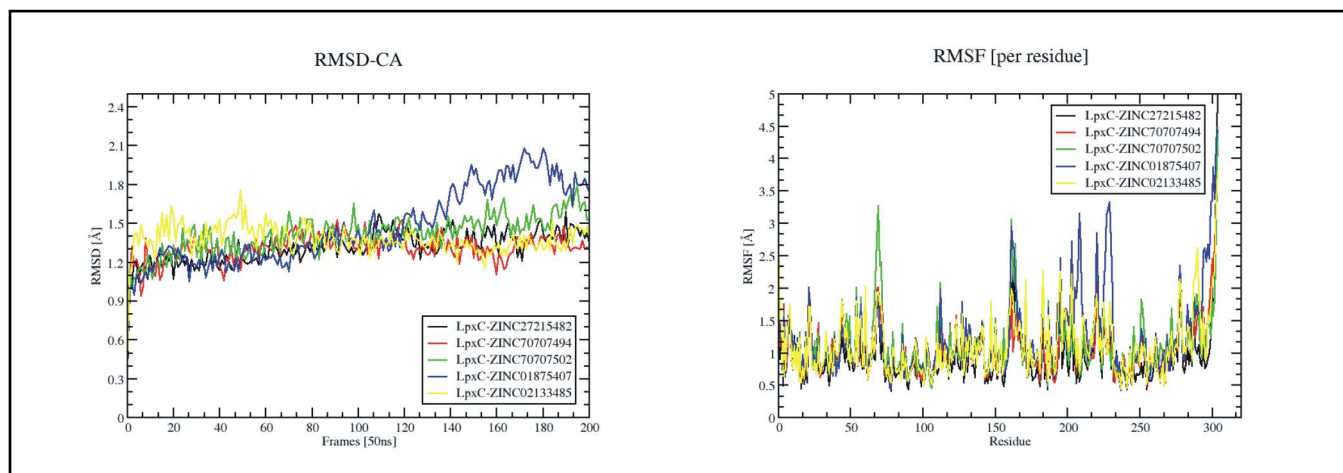 RMSD-CA
RMSD [Å]
2.4
2.1
1.8
1.5
1.2
0.9
0.6
0.3
0
0 20 40 60 80 100 120 140 160 180 200
Frames [50ns]
LpxC-ZINC27215482
LpxC-ZINC70707494
LpxC-ZINC70707502
LpxC-ZINC01875407
LpxC-ZINC02133485
RMSF [per residue]
RMSF [Å]
5
4.5
4
3.5
3
2.5
2
1.5
1
0.5
0
0 50 100 150 200 250 300
Residue
LpxC-ZINC27215482
LpxC-ZINC70707494
LpxC-ZINC70707502
LpxC-ZINC01875407
LpxC-ZINC02133485